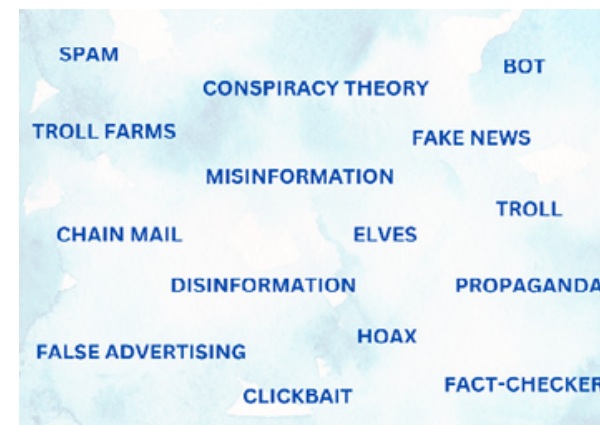 SPAM
BOT
CONSPIRACY THEORY
TROLL FARMS
FAKE NEWS
MISINFORMATION
TROLL
CHAIN MAIL
ELVES
DISINFORMATION
PROPAGANDA
HOAX
FALSE ADVERTISING
FACT-CHECKER
CLICKBAIT